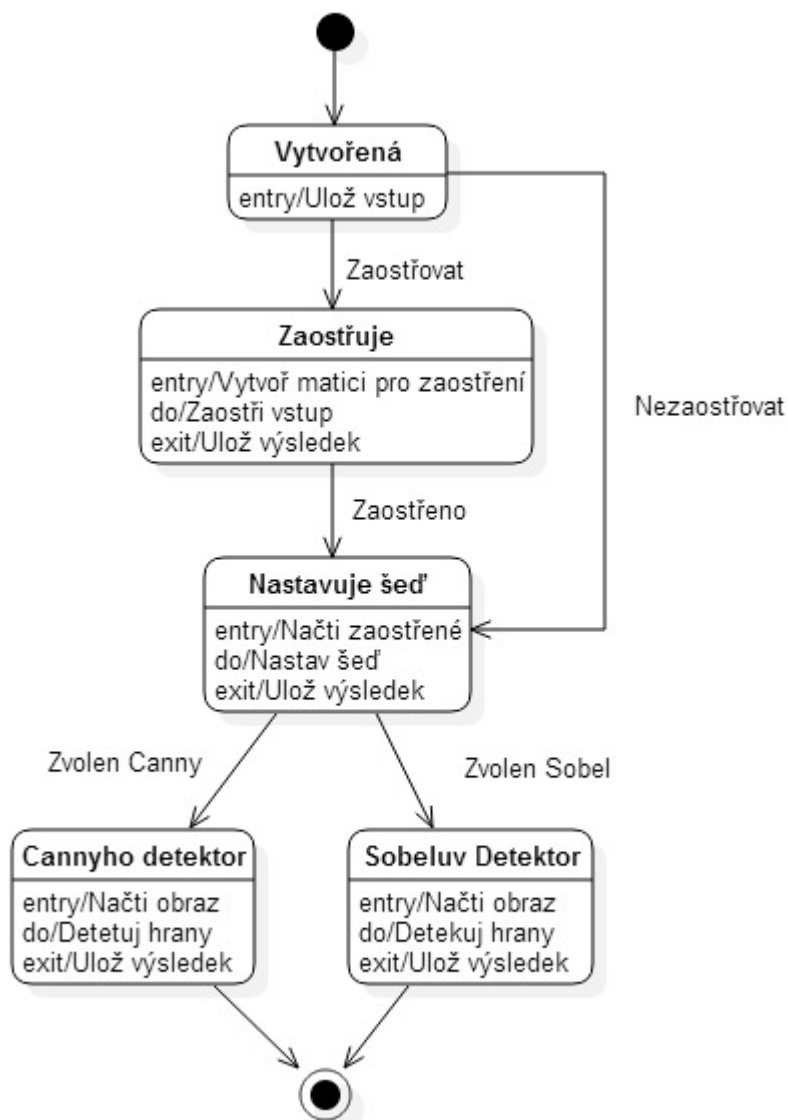 Vytvořená
entry/Ulož vstup
Zaostřovat
Zaostřuje
entry/Vytvoř matici pro zaostření
do/Zaostři vstup
exit/Ulož výsledek
Nezaostřovat
Zaostřeno
Nastavuje šeď
entry/Načti zaostřené
do/Nastav šeď
exit/Ulož výsledek
Zvolen Canny
Zvolen Sobel
Cannyho detektor
entry/Načti obraz
do/Detetuj hrany
exit/Ulož výsledek
Sobeluv Detektor
entry/Načti obraz
do/Detekuj hrany
exit/Ulož výsledek